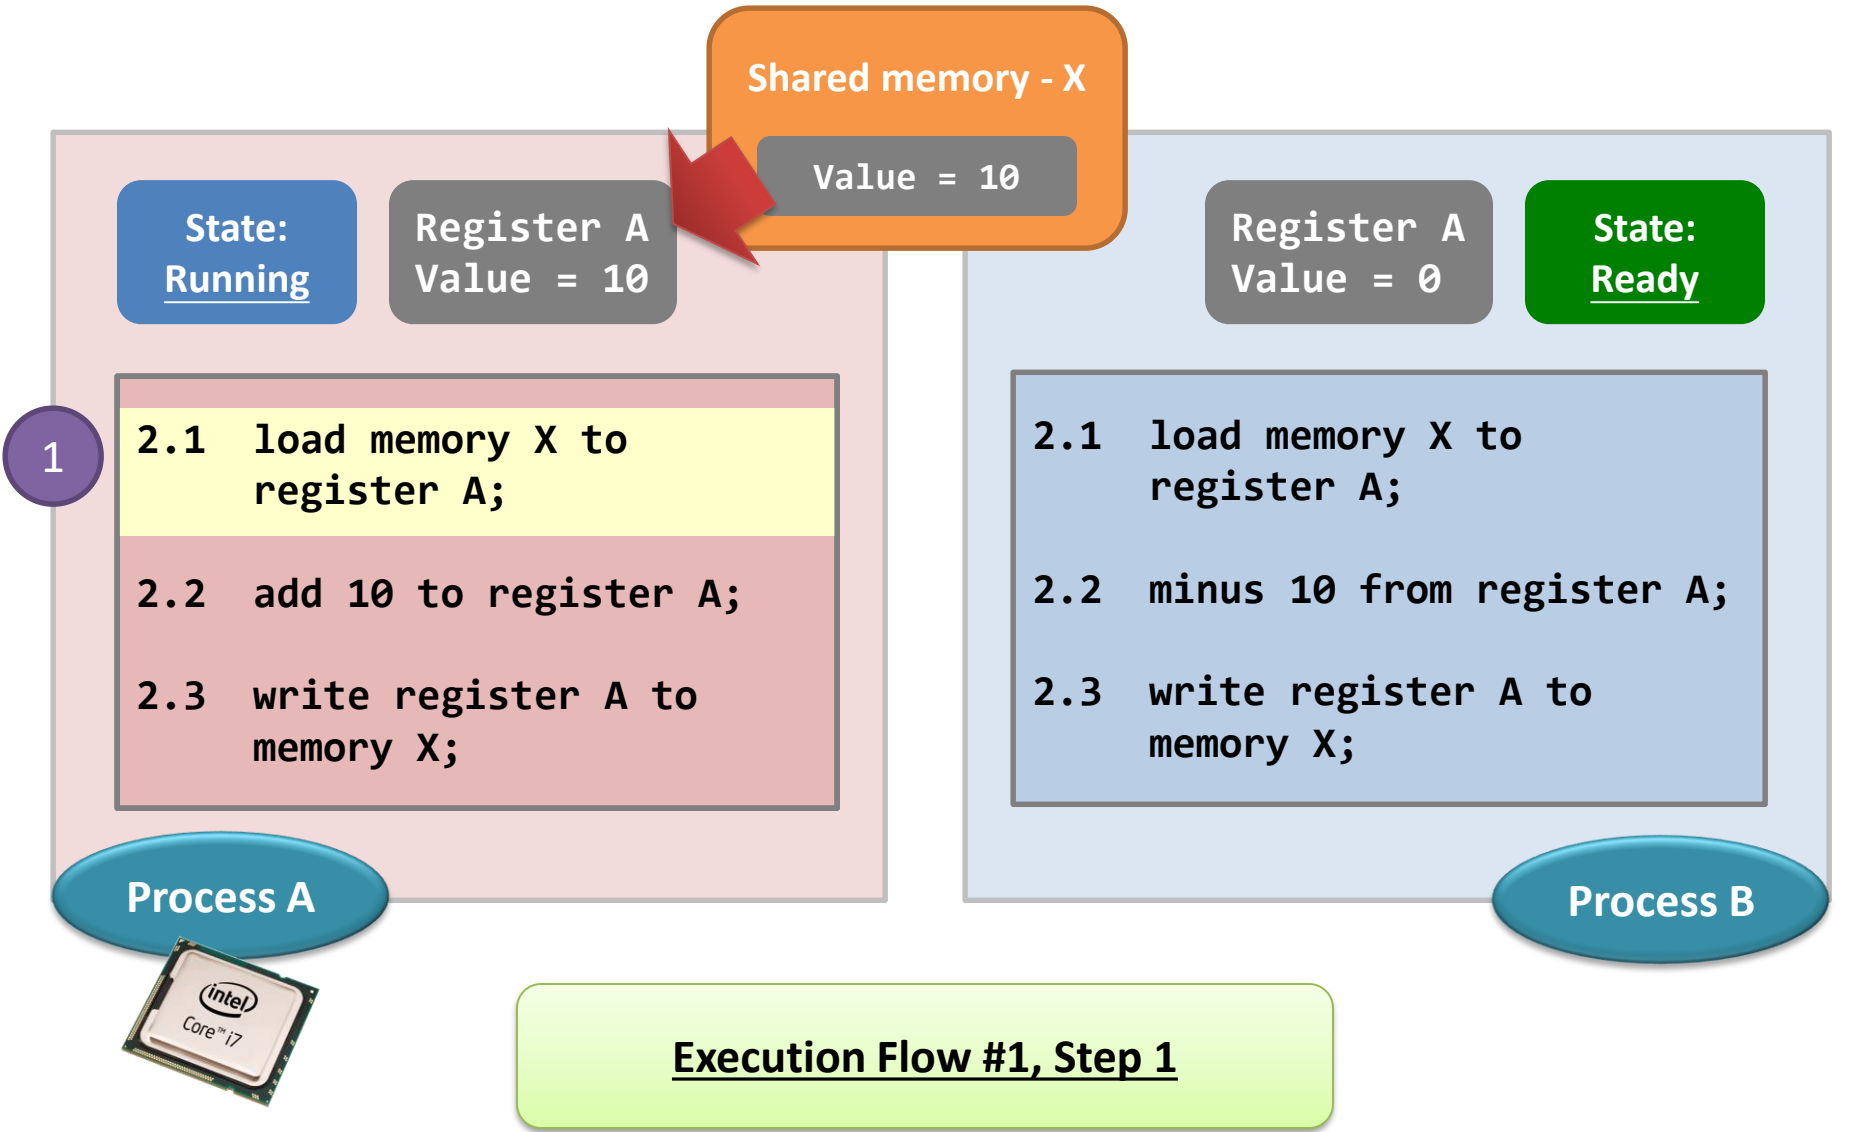 Shared memory - X
Value = 10
State:
Running
Register A
Value = 10
Register A
Value = 0
State:
Ready
1
2.1 load memory X to
register A;
2.2 add 10 to register A;
2.3 write register A to
memory X;
2.1 load memory X to
register A;
2.2 minus 10 from register A;
2.3 write register A to
memory X;
Process A
Process B
intel
Core™ i7
Execution Flow #1, Step 1